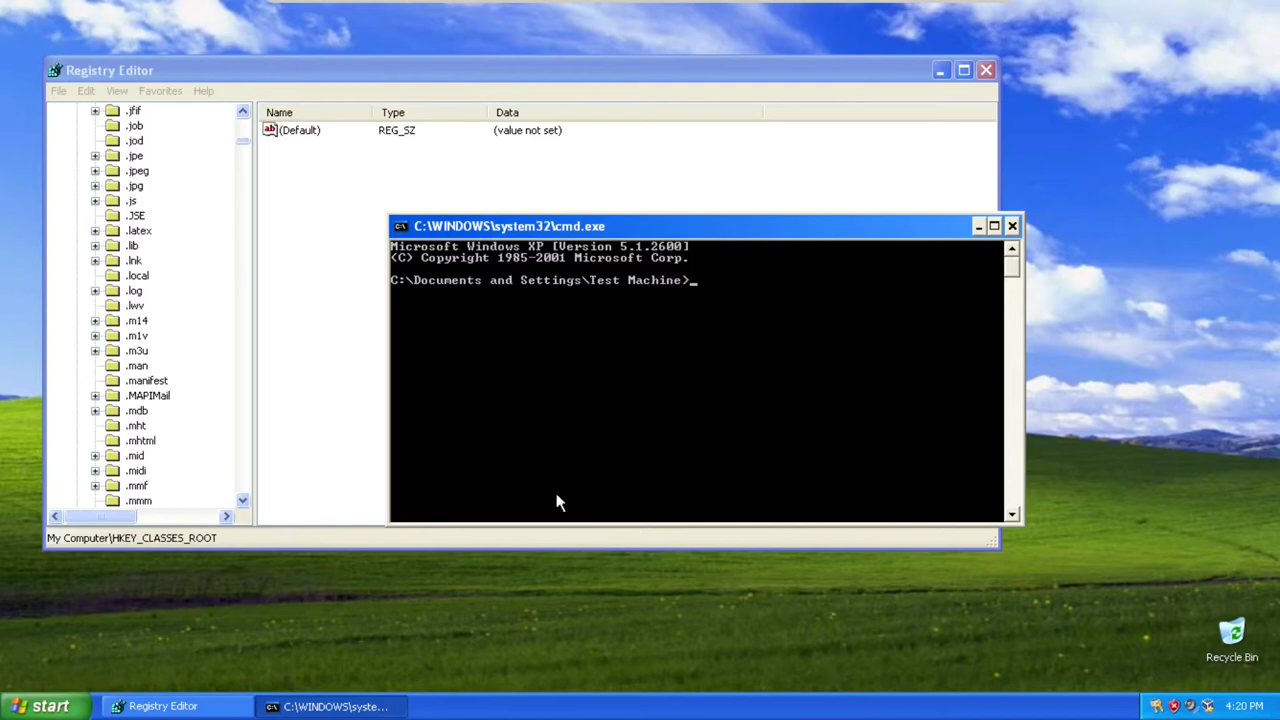 Registry Editor
File Edit View Favorites Help
Name Type Data
(Default) REG_SZ (value not set)
.jfif
.job
.jod
.jpe
.jpeg
.jpg
.js
.JSE
.latex
.lib
.lnk
.local
.log
.lwv
.m14
.m1v
.m3u
.man
.manifest
.MAPIMail
.mdb
.mht
.mhtml
.mid
.midi
.mmf
.mmm
My Computer\HKEY_CLASSES_ROOT
C:\WINDOWS\system32\cmd.exe
Microsoft Windows XP [Version 5.1.2600]
(C) Copyright 1985-2001 Microsoft Corp.
C:\Documents and Settings\Test Machine>_
Recycle Bin
start Registry Editor C:\WINDOWS\syste... 4:20 PM